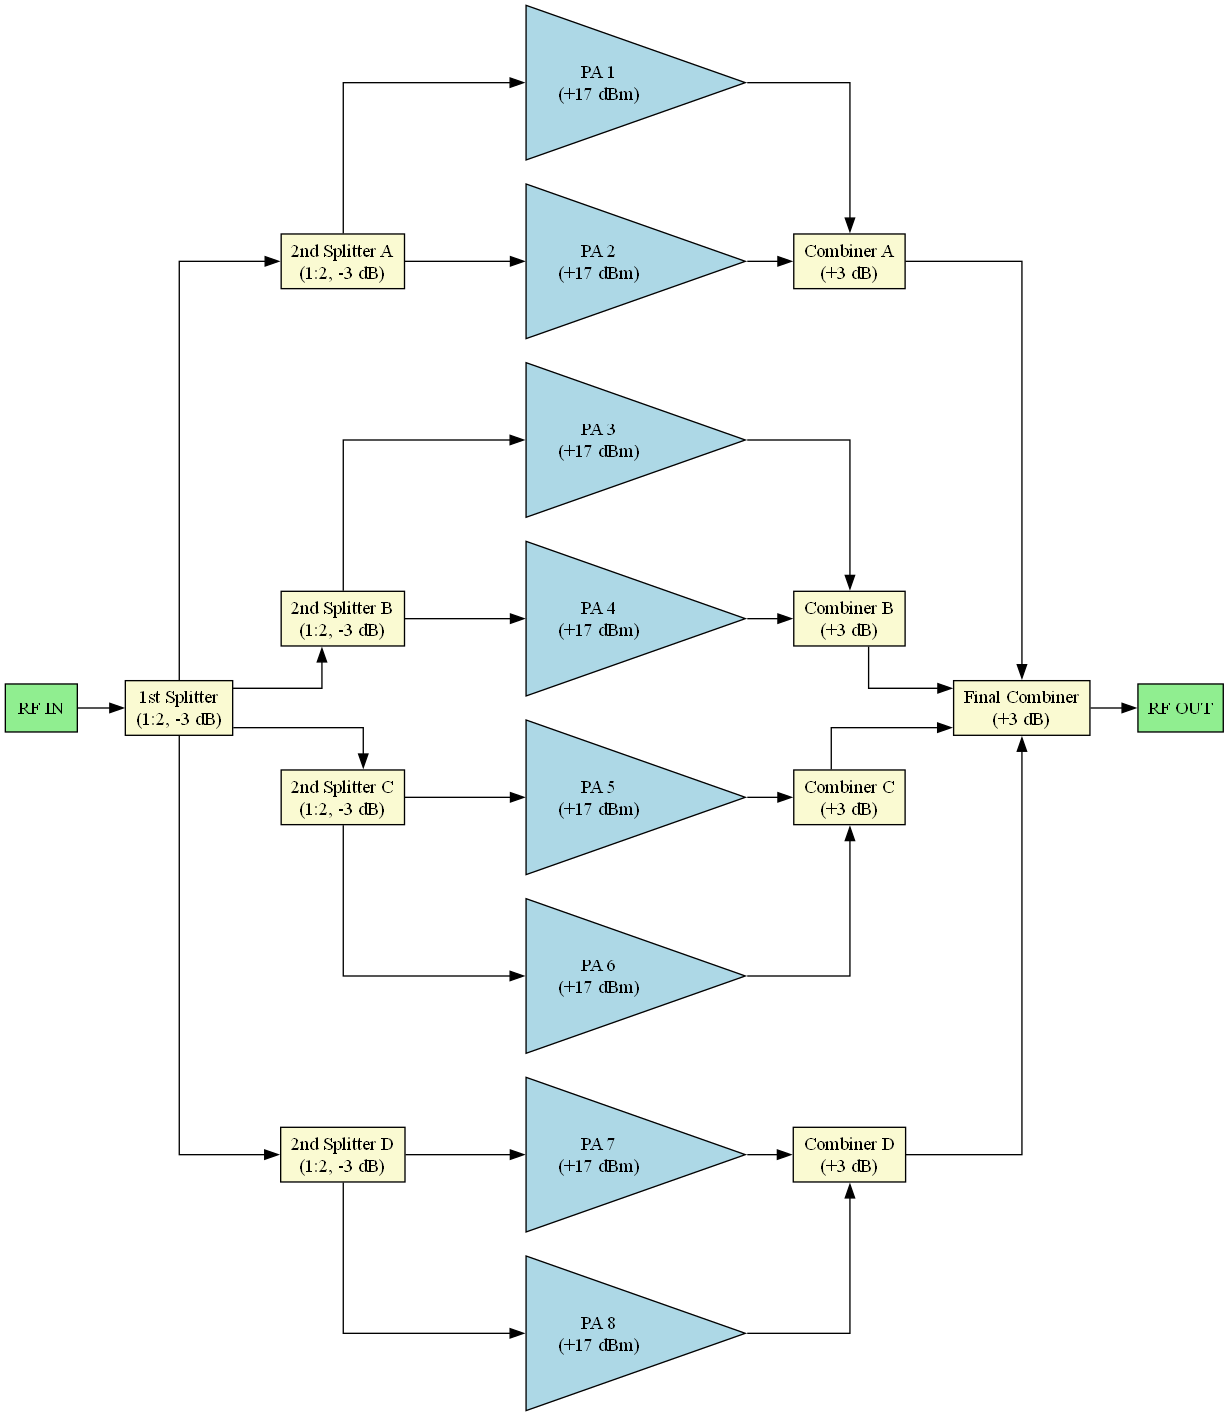 PA 1
(+17 dBm)
PA 2
(+17 dBm)
2nd Splitter A
(1:2, -3 dB)
Combiner A
(+3 dB)
PA 3
(+17 dBm)
PA 4
(+17 dBm)
2nd Splitter B
(1:2, -3 dB)
Combiner B
(+3 dB)
RF IN
1st Splitter
(1:2, -3 dB)
Final Combiner
(+3 dB)
RF OUT
2nd Splitter C
(1:2, -3 dB)
PA 5
(+17 dBm)
Combiner C
(+3 dB)
PA 6
(+17 dBm)
2nd Splitter D
(1:2, -3 dB)
PA 7
(+17 dBm)
Combiner D
(+3 dB)
PA 8
(+17 dBm)